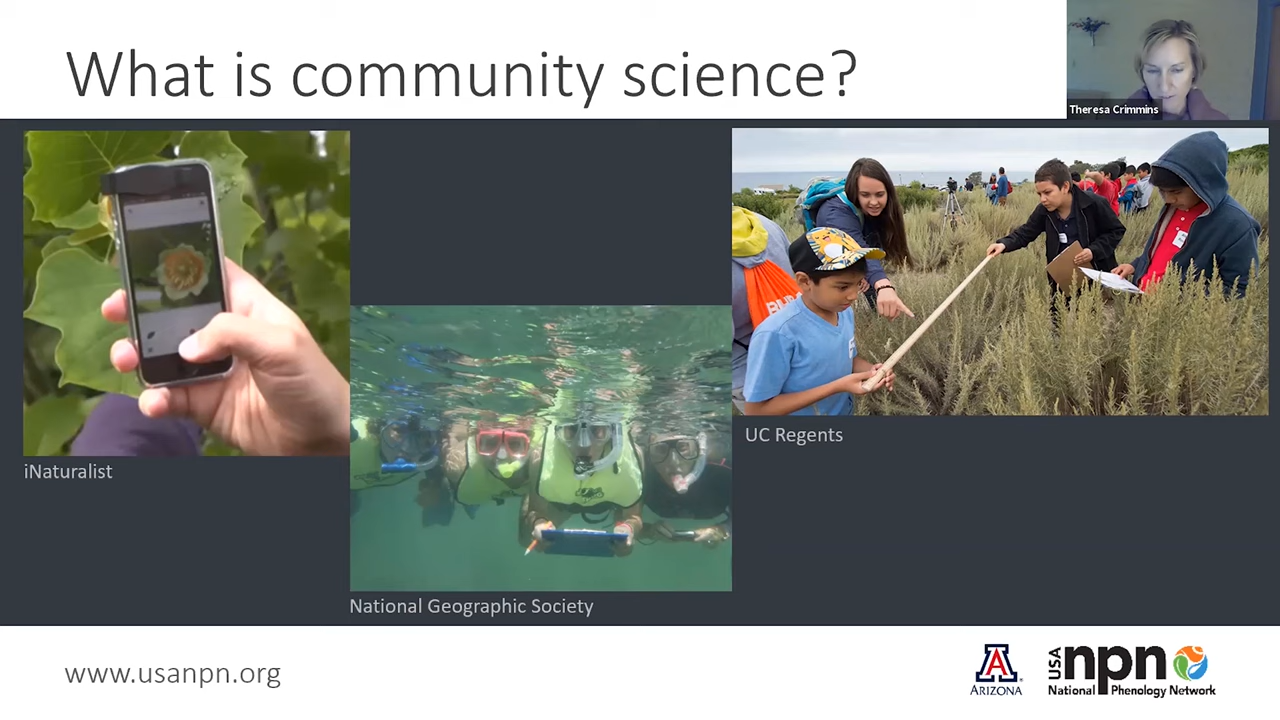 What is community science?
Theresa Crimmins
iNaturalist
National Geographic Society
UC Regents
www.usanpn.org
A
ARIZONA
USA
npn
National Phenology Network